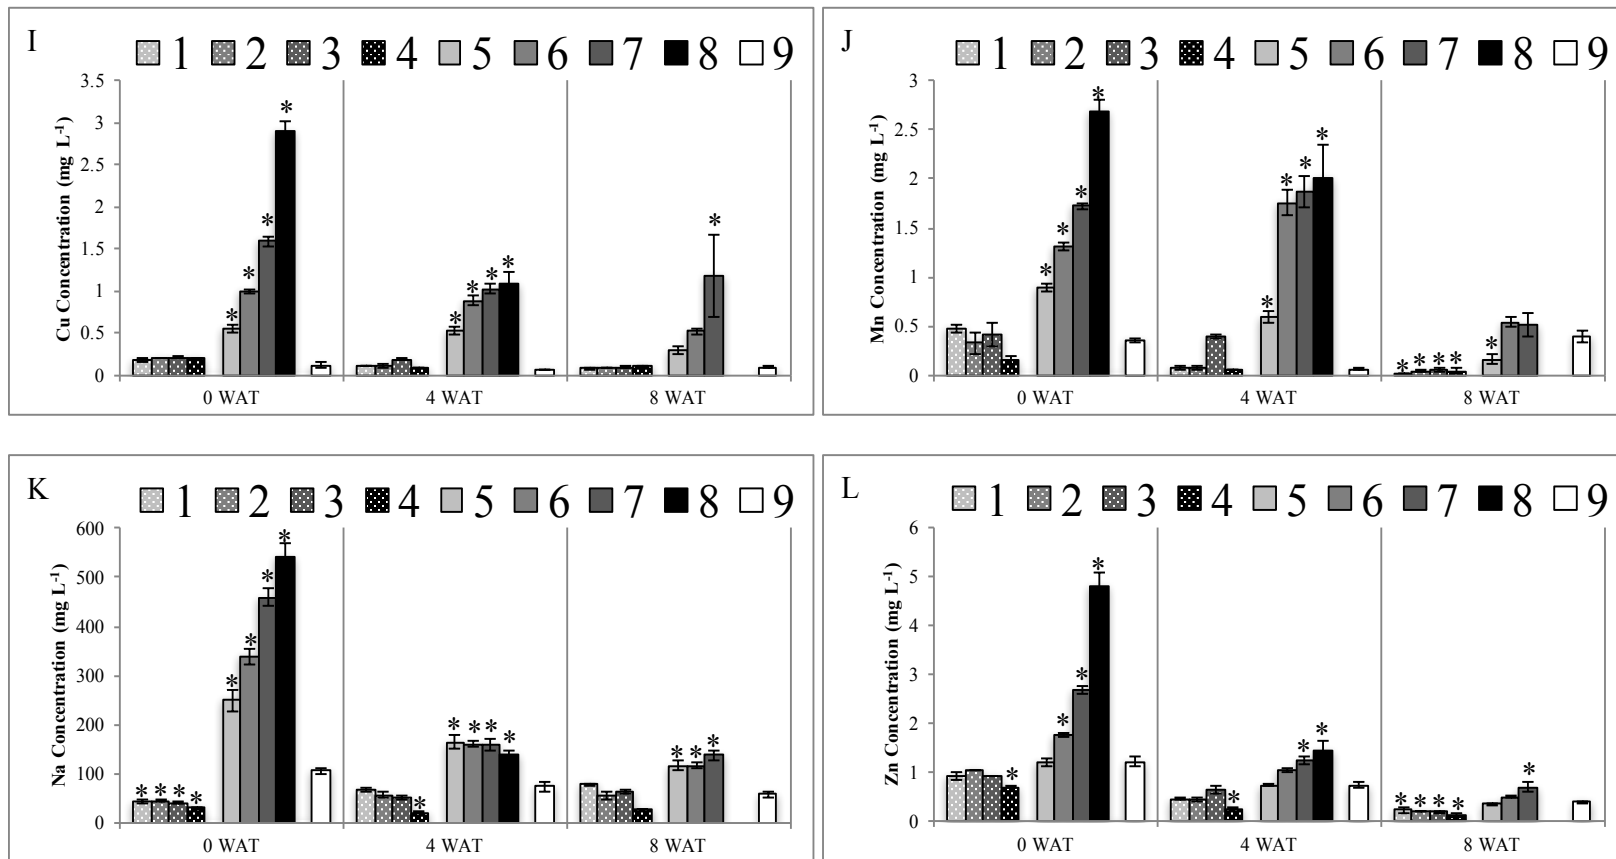 I
1 2 3 4 5 6 7 8 9
Cu Concentration (mg L-1)
3.5
3
2.5
2
1.5
1
0.5
0
* * * *
* * * *
*
0 WAT 4 WAT 8 WAT
J
1 2 3 4 5 6 7 8 9
Mn Concentration (mg L-1)
3
2.5
2
1.5
1
0.5
0
* * * *
* * * *
* * * * *
0 WAT 4 WAT 8 WAT
K
1 2 3 4 5 6 7 8 9
Na Concentration (mg L-1)
600
500
400
300
200
100
0
* * * * * * * *
* * * * *
* * *
0 WAT 4 WAT 8 WAT
L
1 2 3 4 5 6 7 8 9
Zn Concentration (mg L-1)
6
5
4
3
2
1
0
* * * *
* * *
* * * * *
0 WAT 4 WAT 8 WAT